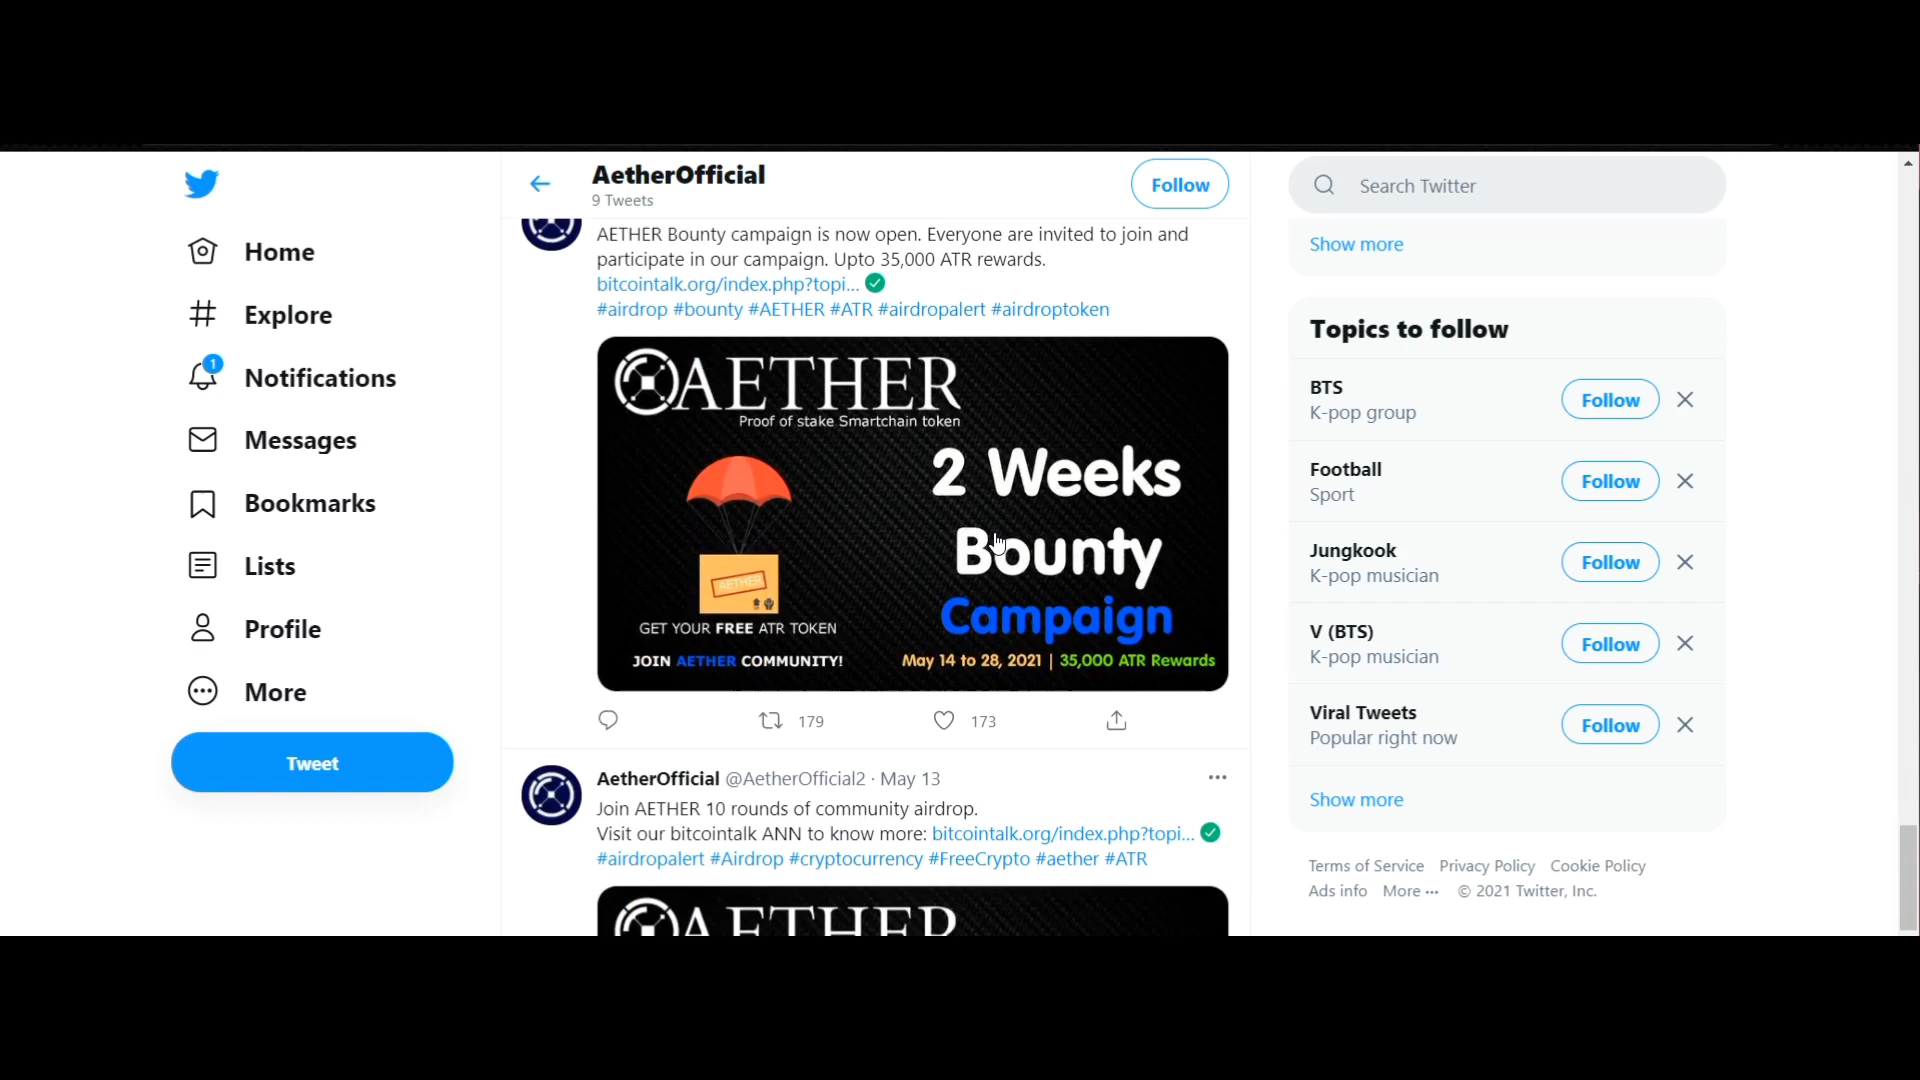 Home
Explore
1
Notifications
Messages
Bookmarks
Lists
Profile
More
Tweet
AetherOfficial
9 Tweets
Follow
AETHER Bounty campaign is now open. Everyone are invited to join and
participate in our campaign. Upto 35,000 ATR rewards.
bitcointalk.org/index.php?topi...
#airdrop #bounty #AETHER #ATR #airdropalert #airdroptoken
AETHER
Proof of stake Smartchain token
2 Weeks
Bounty
Campaign
AETHER
GET YOUR FREE ATR TOKEN
JOIN AETHER COMMUNITY!
May 14 to 28, 2021 | 35,000 ATR Rewards
179
173
AetherOfficial @AetherOfficial2 · May 13
Join AETHER 10 rounds of community airdrop.
Visit our bitcointalk ANN to know more: bitcointalk.org/index.php?topi...
#airdropalert #Airdrop #cryptocurrency #FreeCrypto #aether #ATR
AETHER
Search Twitter
Show more
Topics to follow
BTS
K-pop group
Follow
Football
Sport
Follow
Jungkook
K-pop musician
Follow
V (BTS)
K-pop musician
Follow
Viral Tweets
Popular right now
Follow
Show more
Terms of Service Privacy Policy Cookie Policy
Ads info More ··· © 2021 Twitter, Inc.